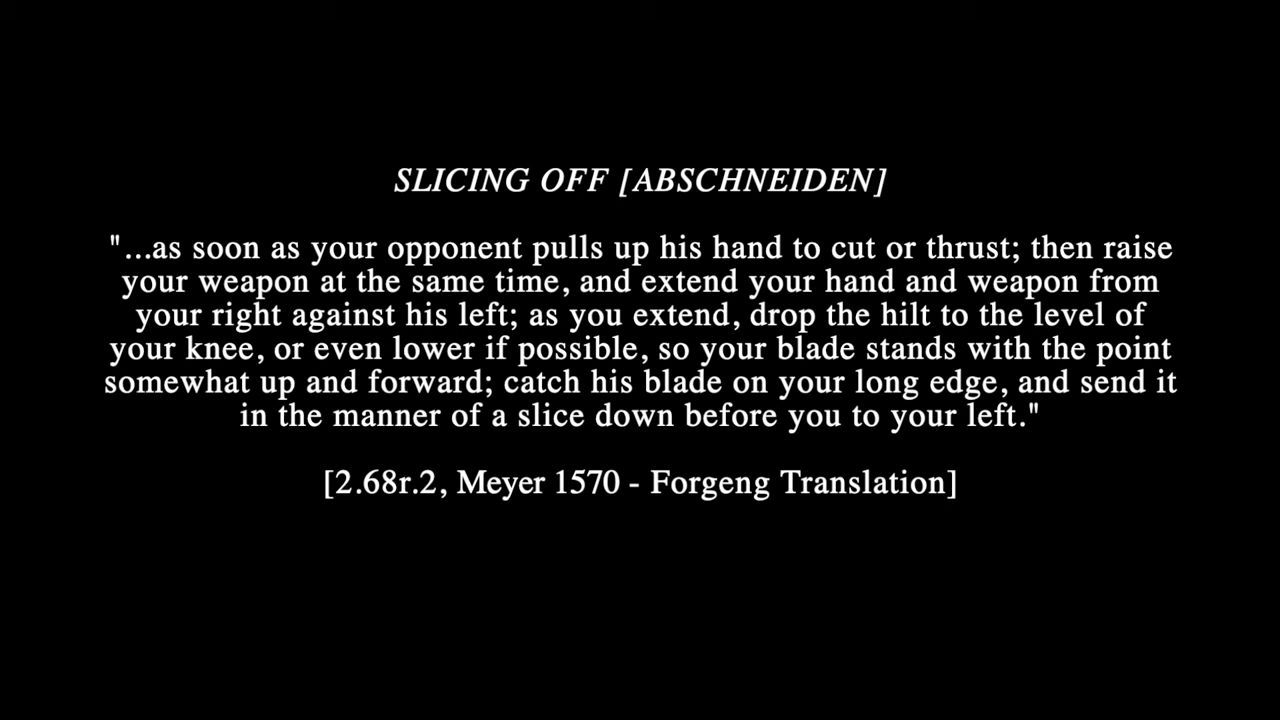 SLICING OFF [ABSCHNEIDEN]
"...as soon as your opponent pulls up his hand to cut or thrust; then raise
your weapon at the same time, and extend your hand and weapon from
your right against his left; as you extend, drop the hilt to the level of
your knee, or even lower if possible, so your blade stands with the point
somewhat up and forward; catch his blade on your long edge, and send it
in the manner of a slice down before you to your left."
[2.68r.2, Meyer 1570 - Forgeng Translation]